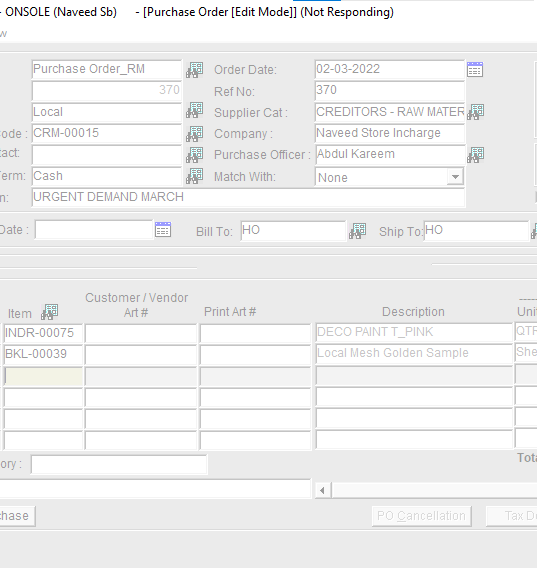 - ONSOLE (Naveed Sb) - [Purchase Order [Edit Mode]] (Not Responding)
w
Purchase Order_RM Order Date: 02-03-2022
370 Ref No: 370
Local Supplier Cat : CREDITORS - RAW MATER
ode : CRM-00015 Company : Naveed Store Incharge
tact: Purchase Officer : Abdul Kareem
Term: Cash Match With: None
n: URGENT DEMAND MARCH
Date : Bill To: HO Ship To: HO
Item Customer / Vendor Art # Print Art # Description Uni
INDR-00075 DECO PAINT T_PINK QTR
BKL-00039 Local Mesh Golden Sample She
Tota
ory :
hase PO Cancellation Tax De